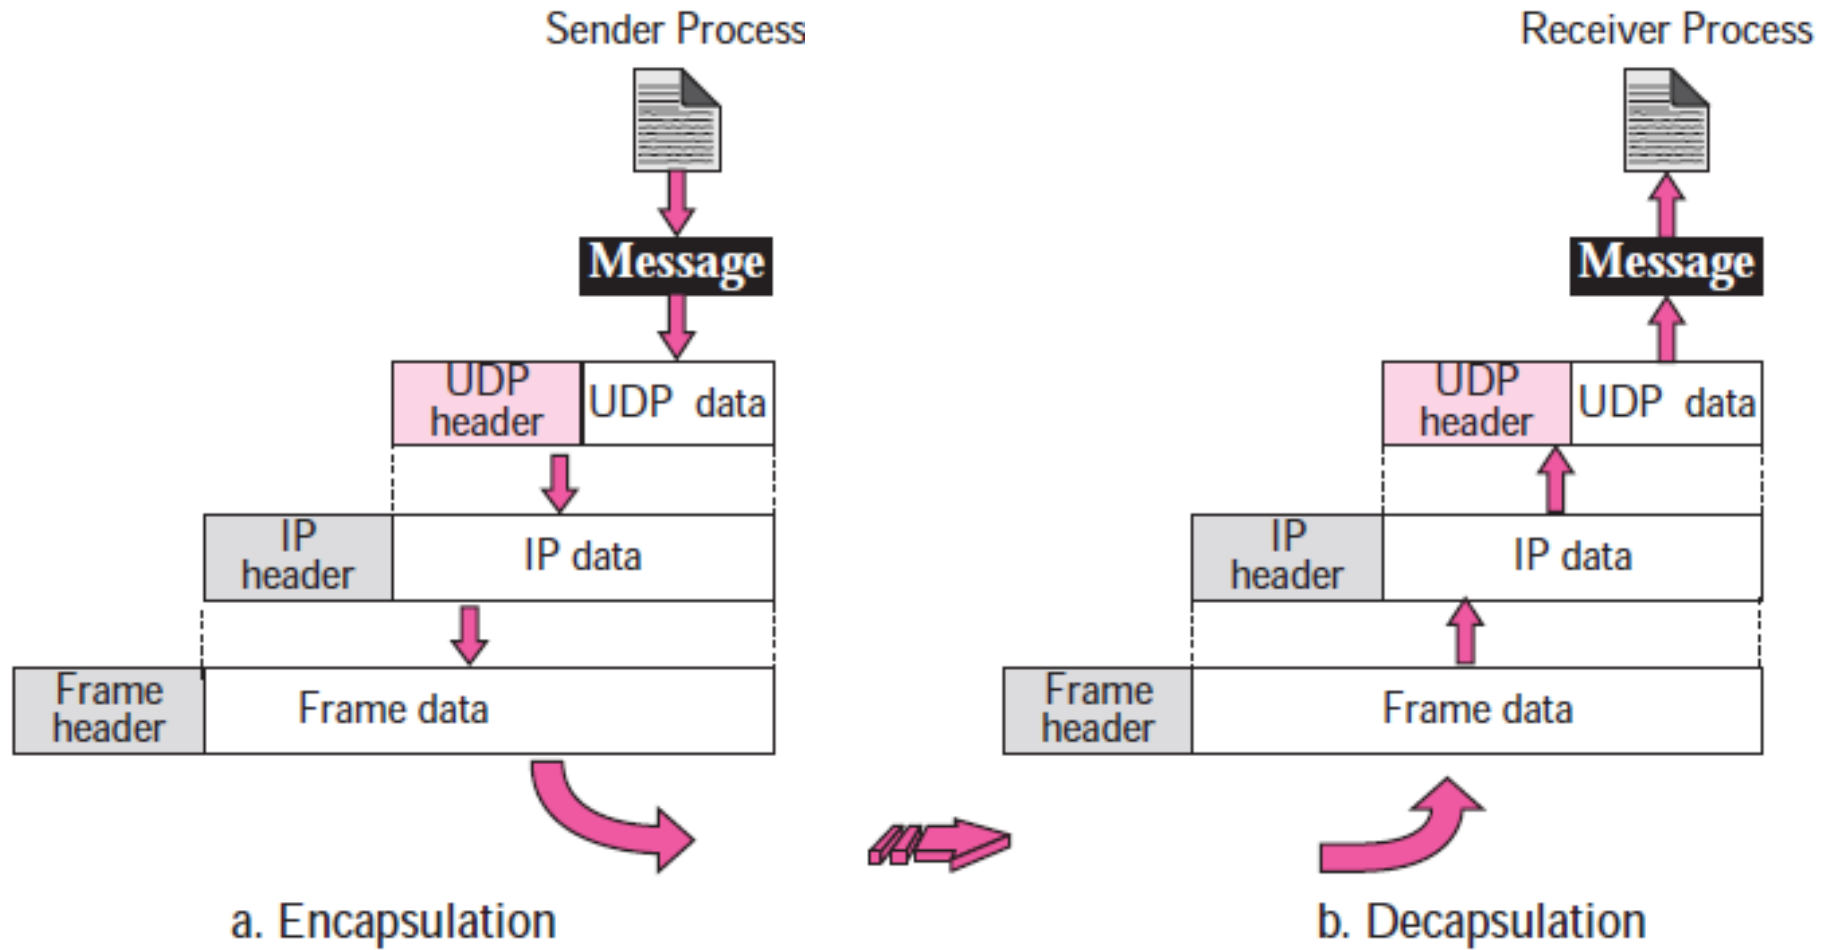 Sender Process
Receiver Process
Message
Message
UDP
header
UDP data
UDP
header
UDP data
IP
header
IP data
IP
header
IP data
Frame
header
Frame data
Frame
header
Frame data
a. Encapsulation
b. Decapsulation